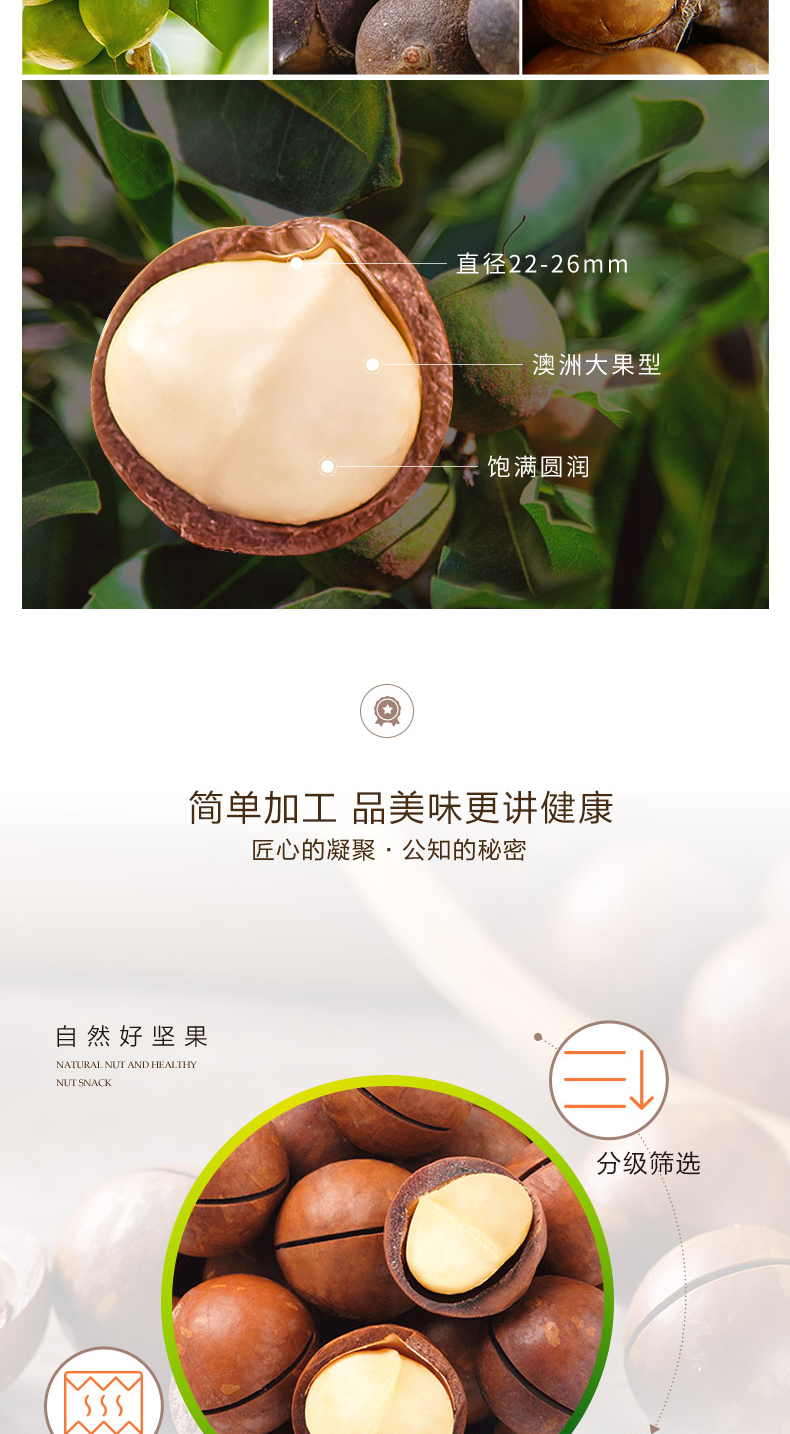 直径22-26mm
澳洲大果型
饱满圆润
简单加工 品美味更讲健康
匠心的凝聚·公知的秘密
自然好坚果
NATURAL NUT AND HEALTHY
NUT SNACK
分级筛选